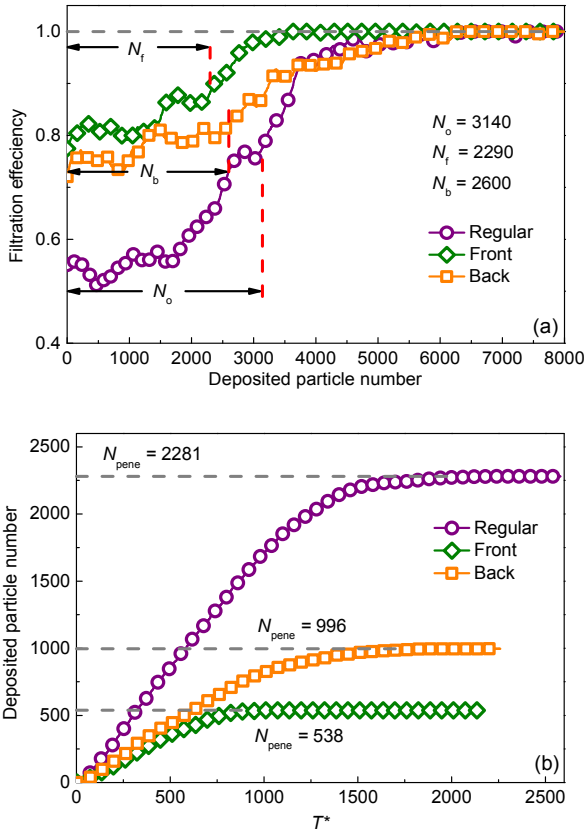 1.0
0.8
0.6
0.4
Filtration effeciency
N_f
N_b
N_o
N_o = 3140
N_f = 2290
N_b = 2600
Regular
Front
Back
(a)
0 1000 2000 3000 4000 5000 6000 7000 8000
Deposited particle number
2500
2000
1500
1000
500
0
Deposited particle number
N_pene = 2281
Regular
Front
Back
N_pene = 996
N_pene = 538
(b)
0 500 1000 1500 2000 2500
T*